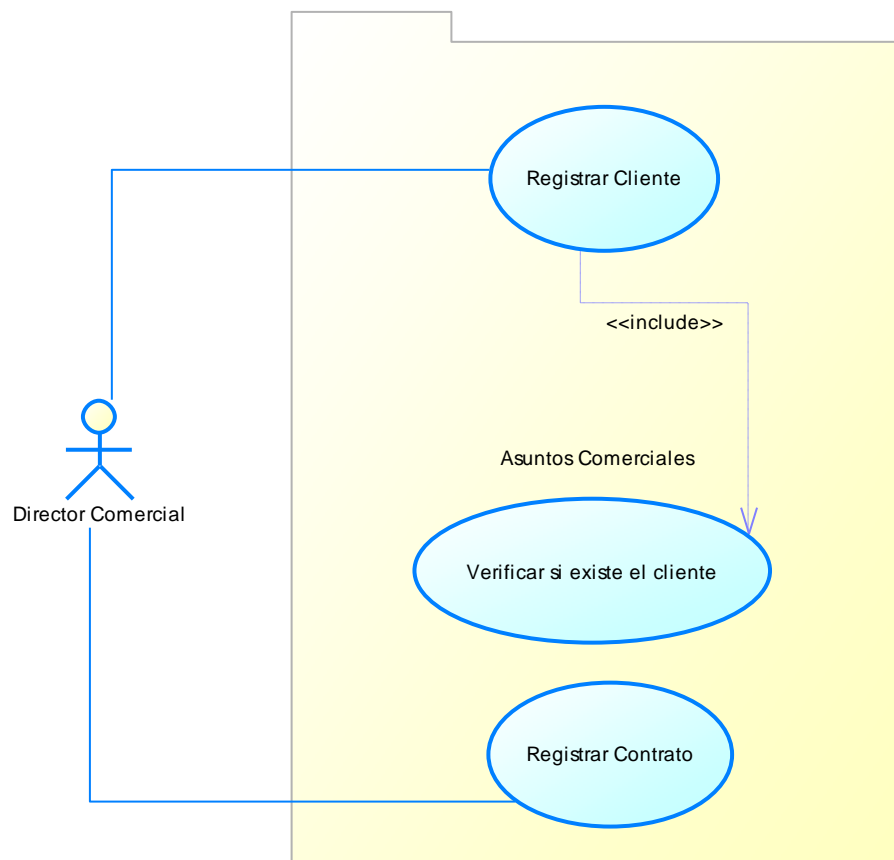 Registrar Cliente
<<include>>
Asuntos Comerciales
Director Comercial
Verificar si existe el cliente
Registrar Contrato